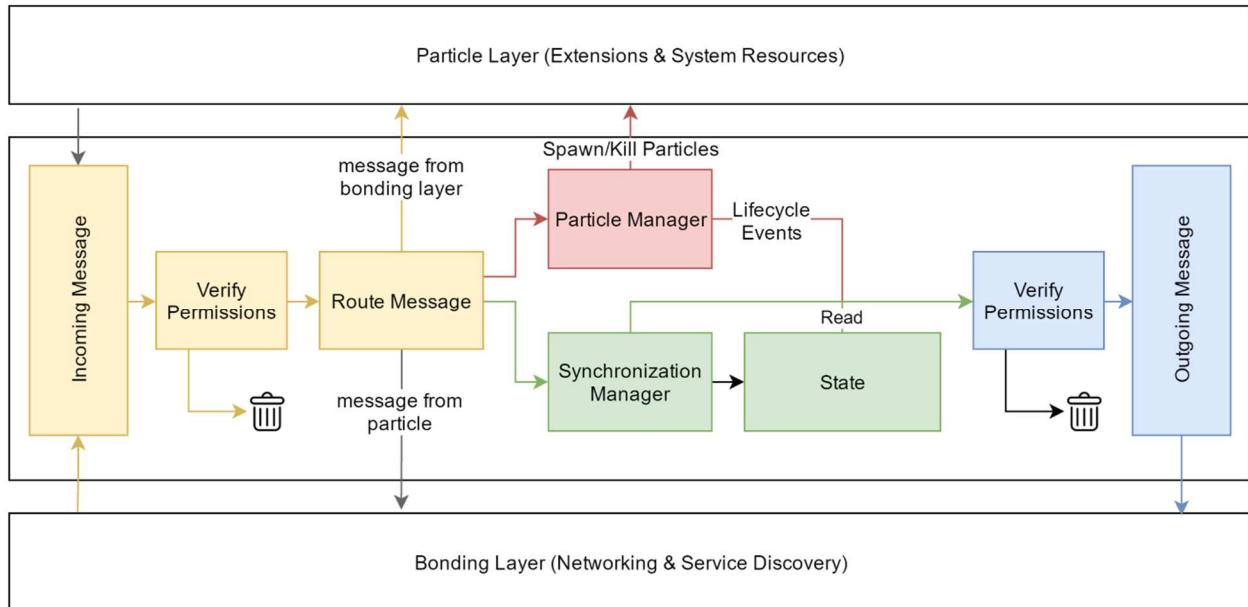 Particle Layer (Extensions & System Resources)
message from
bonding layer
Spawn/Kill Particles
Incoming Message
Verify
Permissions
Route Message
Particle Manager
Lifecycle
Events
Read
Synchronization
Manager
State
Verify
Permissions
Outgoing Message
message from
particle
Bonding Layer (Networking & Service Discovery)